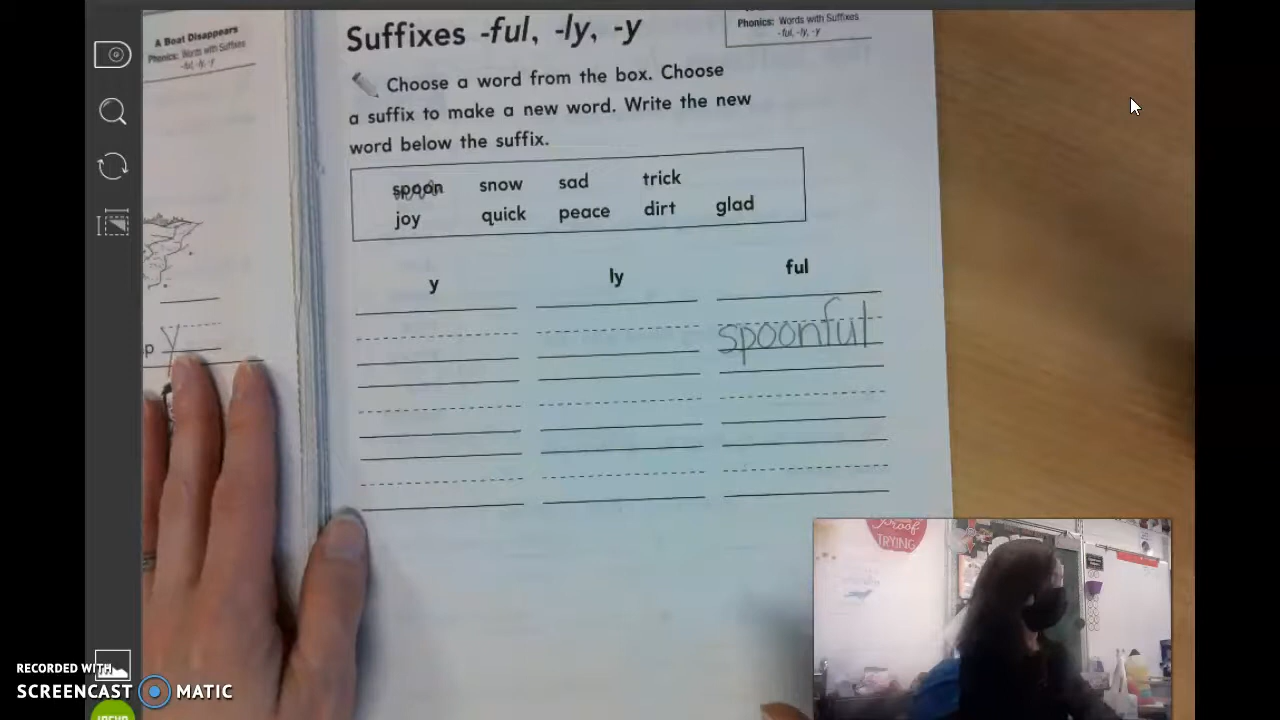 A Boat Disappears
Phonics: Words with Suffixes
-ful, -ly, -y
Suffixes -ful, -ly, -y
Phonics: Words with Suffixes
-ful, -ly, -y
Choose a word from the box. Choose
a suffix to make a new word. Write the new
word below the suffix.
spoon snow sad trick
joy quick peace dirt glad
y ly ful
spoonful
p y
proof
TRYING
RECORDED WITH
SCREENCAST MATIC